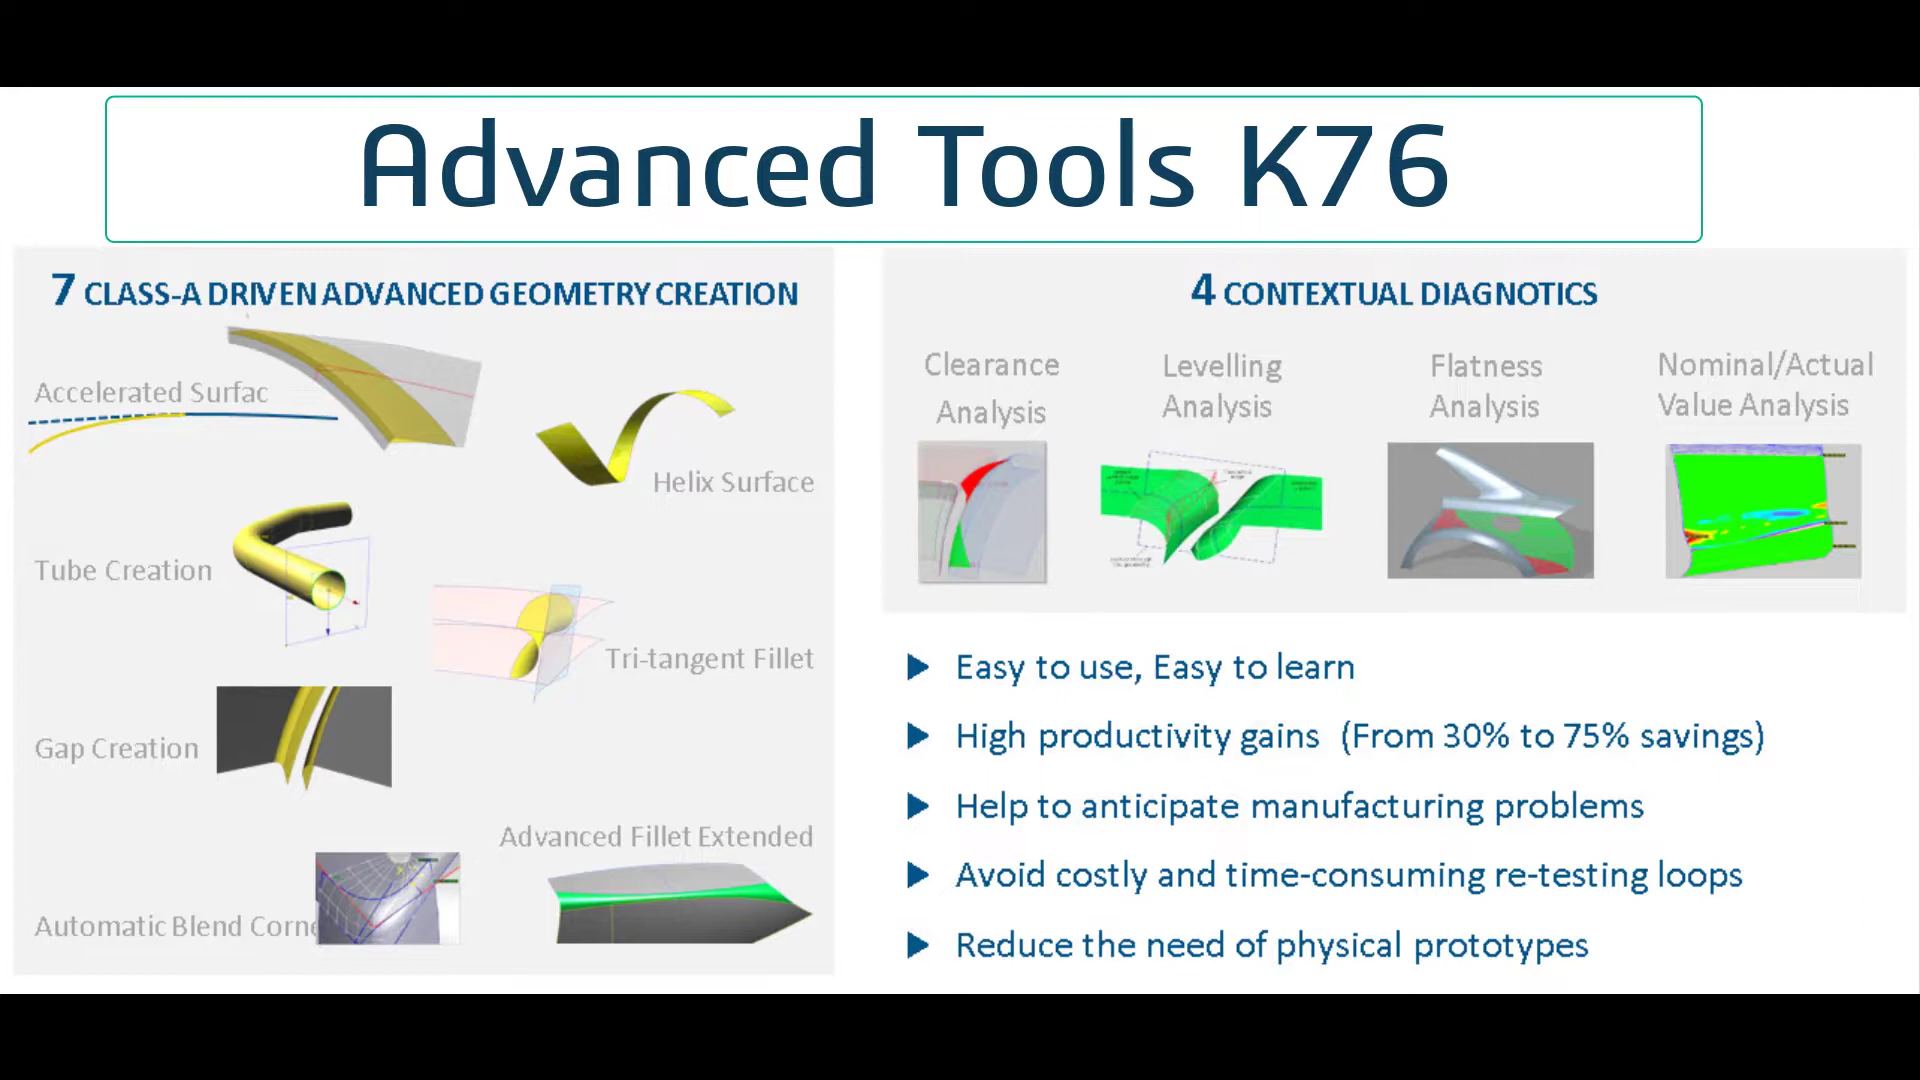 Advanced Tools K76
7 CLASS-A DRIVEN ADVANCED GEOMETRY CREATION
Accelerated Surfac
Helix Surface
Tube Creation
Tri-tangent Fillet
Gap Creation
Advanced Fillet Extended
Automatic Blend Corne
4 CONTEXTUAL DIAGNOTICS
Clearance
Analysis
Levelling
Analysis
Flatness
Analysis
Nominal/Actual
Value Analysis
Easy to use, Easy to learn
High productivity gains (From 30% to 75% savings)
Help to anticipate manufacturing problems
Avoid costly and time-consuming re-testing loops
Reduce the need of physical prototypes